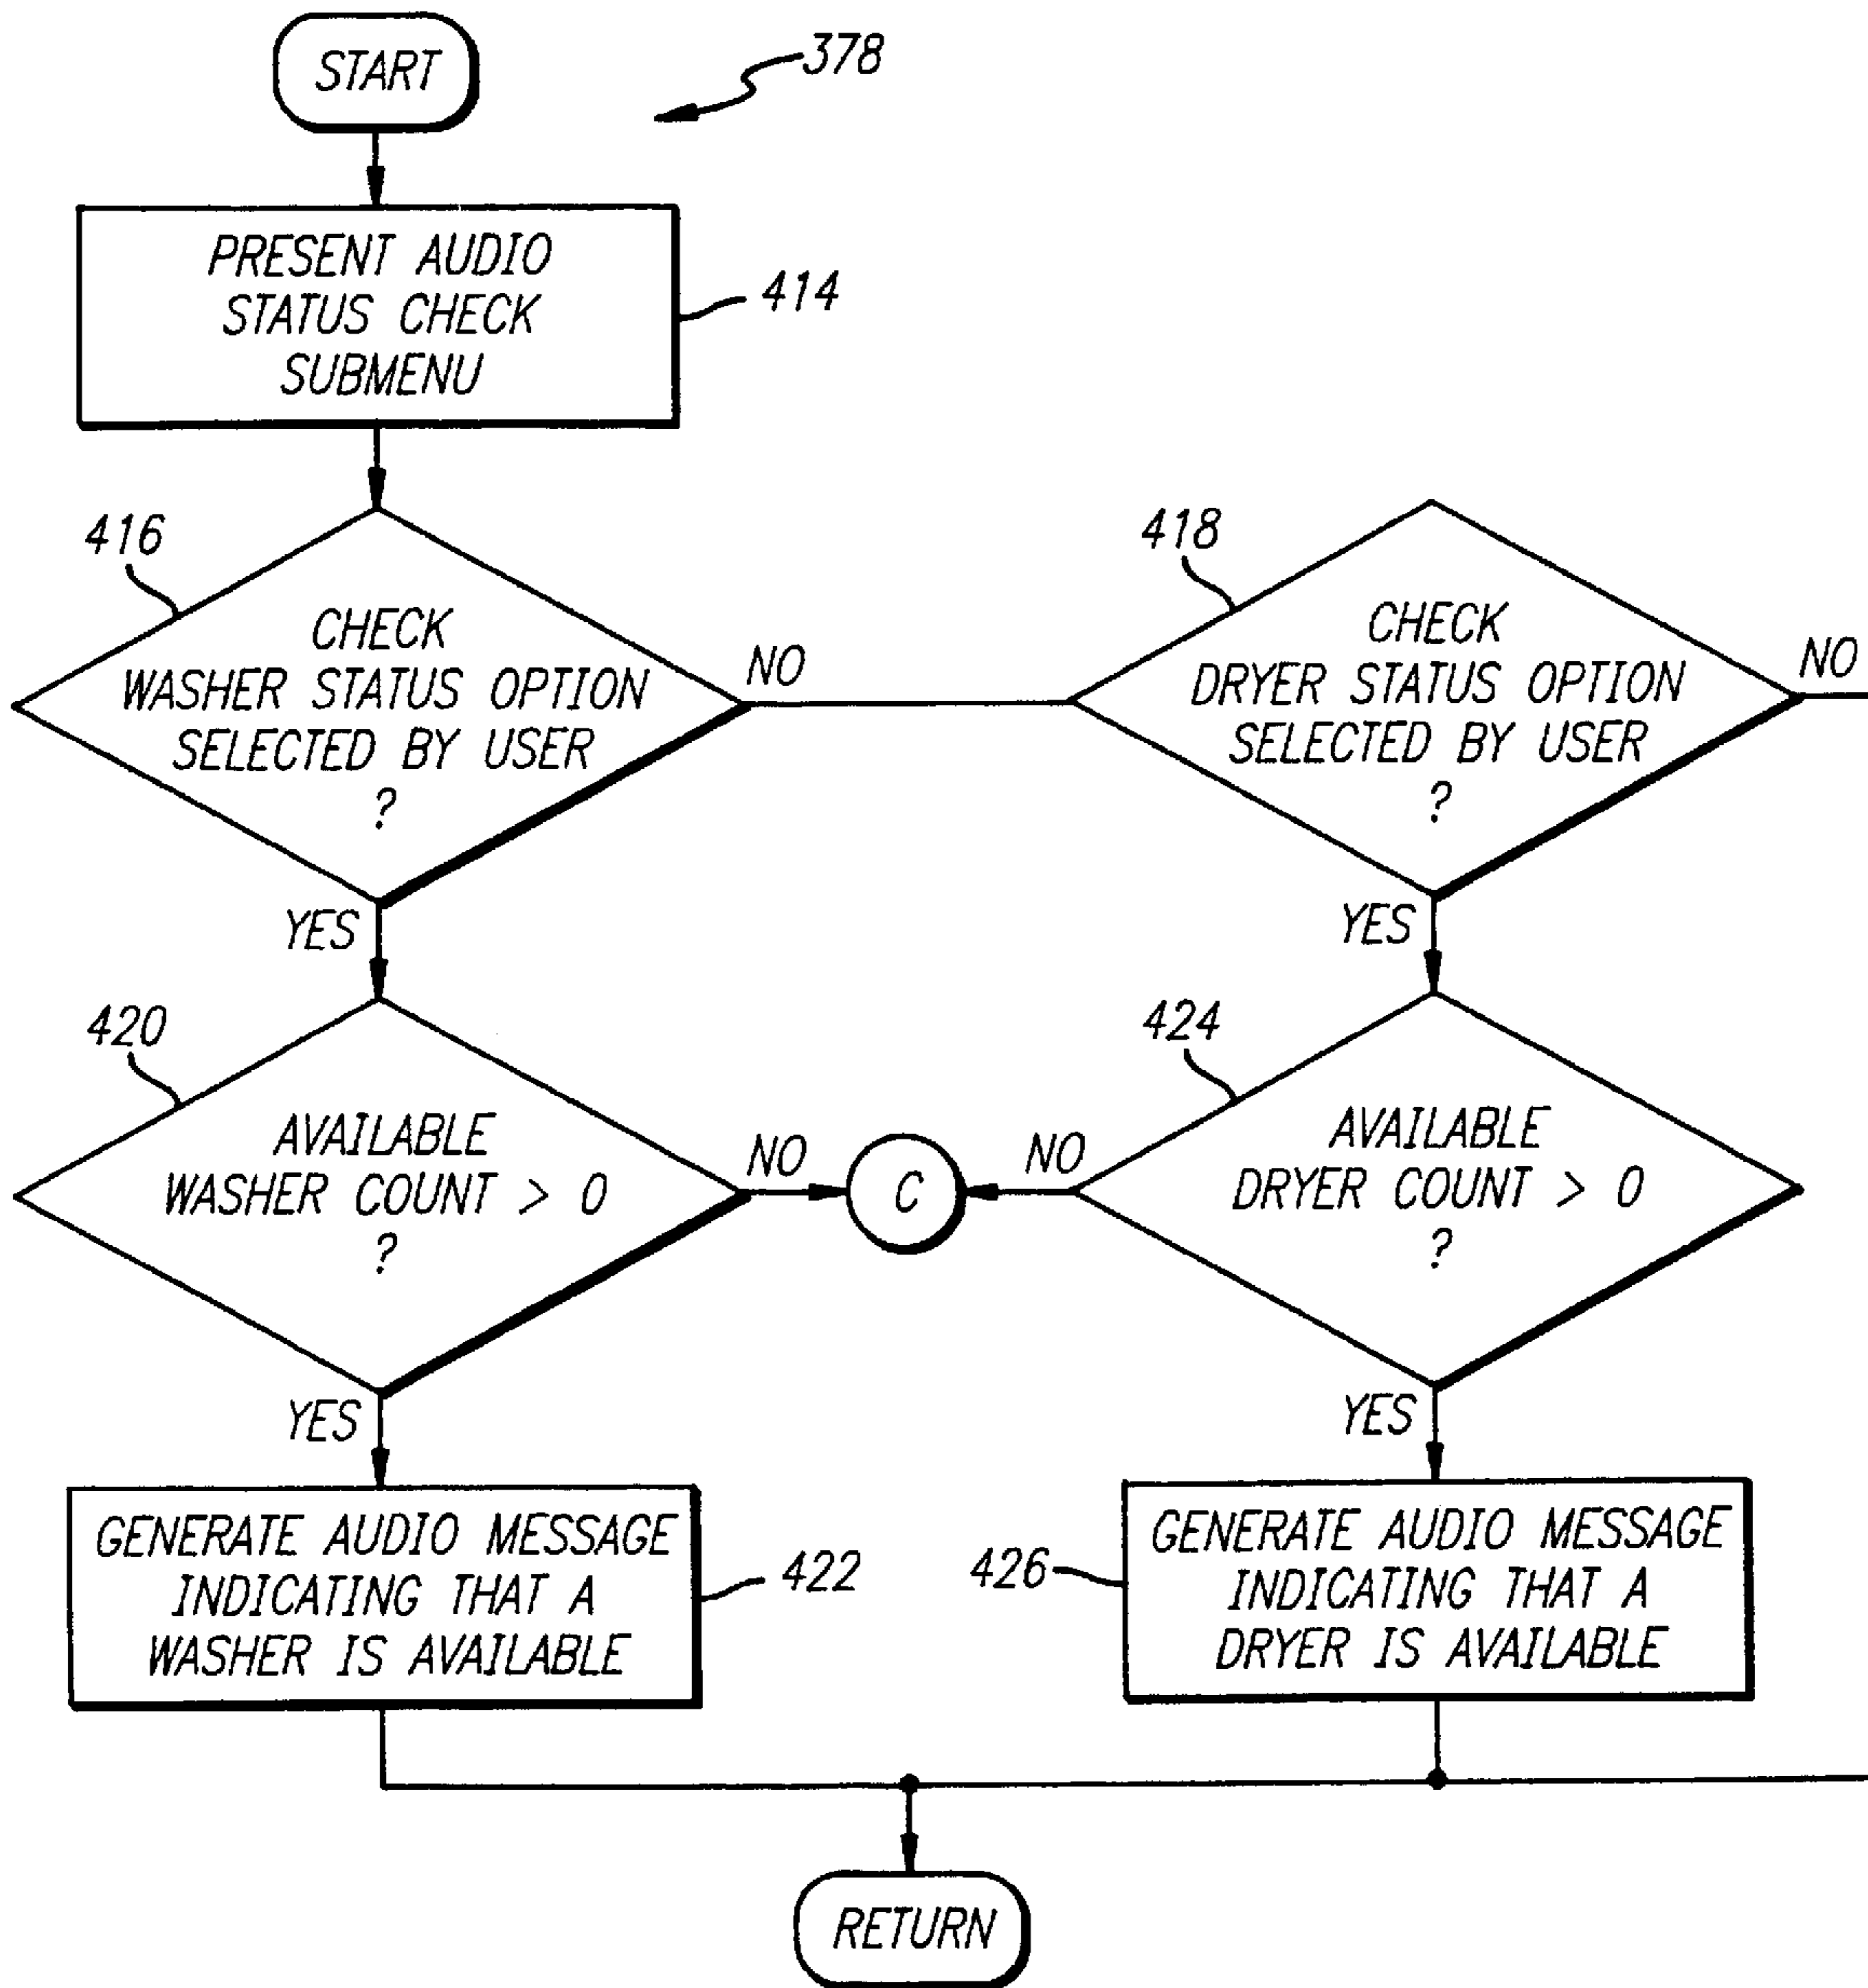 START
378
PRESENT AUDIO
STATUS CHECK
SUBMENU
414
416
CHECK
WASHER STATUS OPTION
SELECTED BY USER
?
NO
YES
418
CHECK
DRYER STATUS OPTION
SELECTED BY USER
?
NO
YES
420
AVAILABLE
WASHER COUNT > 0
?
NO
YES
C
424
AVAILABLE
DRYER COUNT > 0
?
NO
YES
GENERATE AUDIO MESSAGE
INDICATING THAT A
WASHER IS AVAILABLE
422
426
GENERATE AUDIO MESSAGE
INDICATING THAT A
DRYER IS AVAILABLE
RETURN